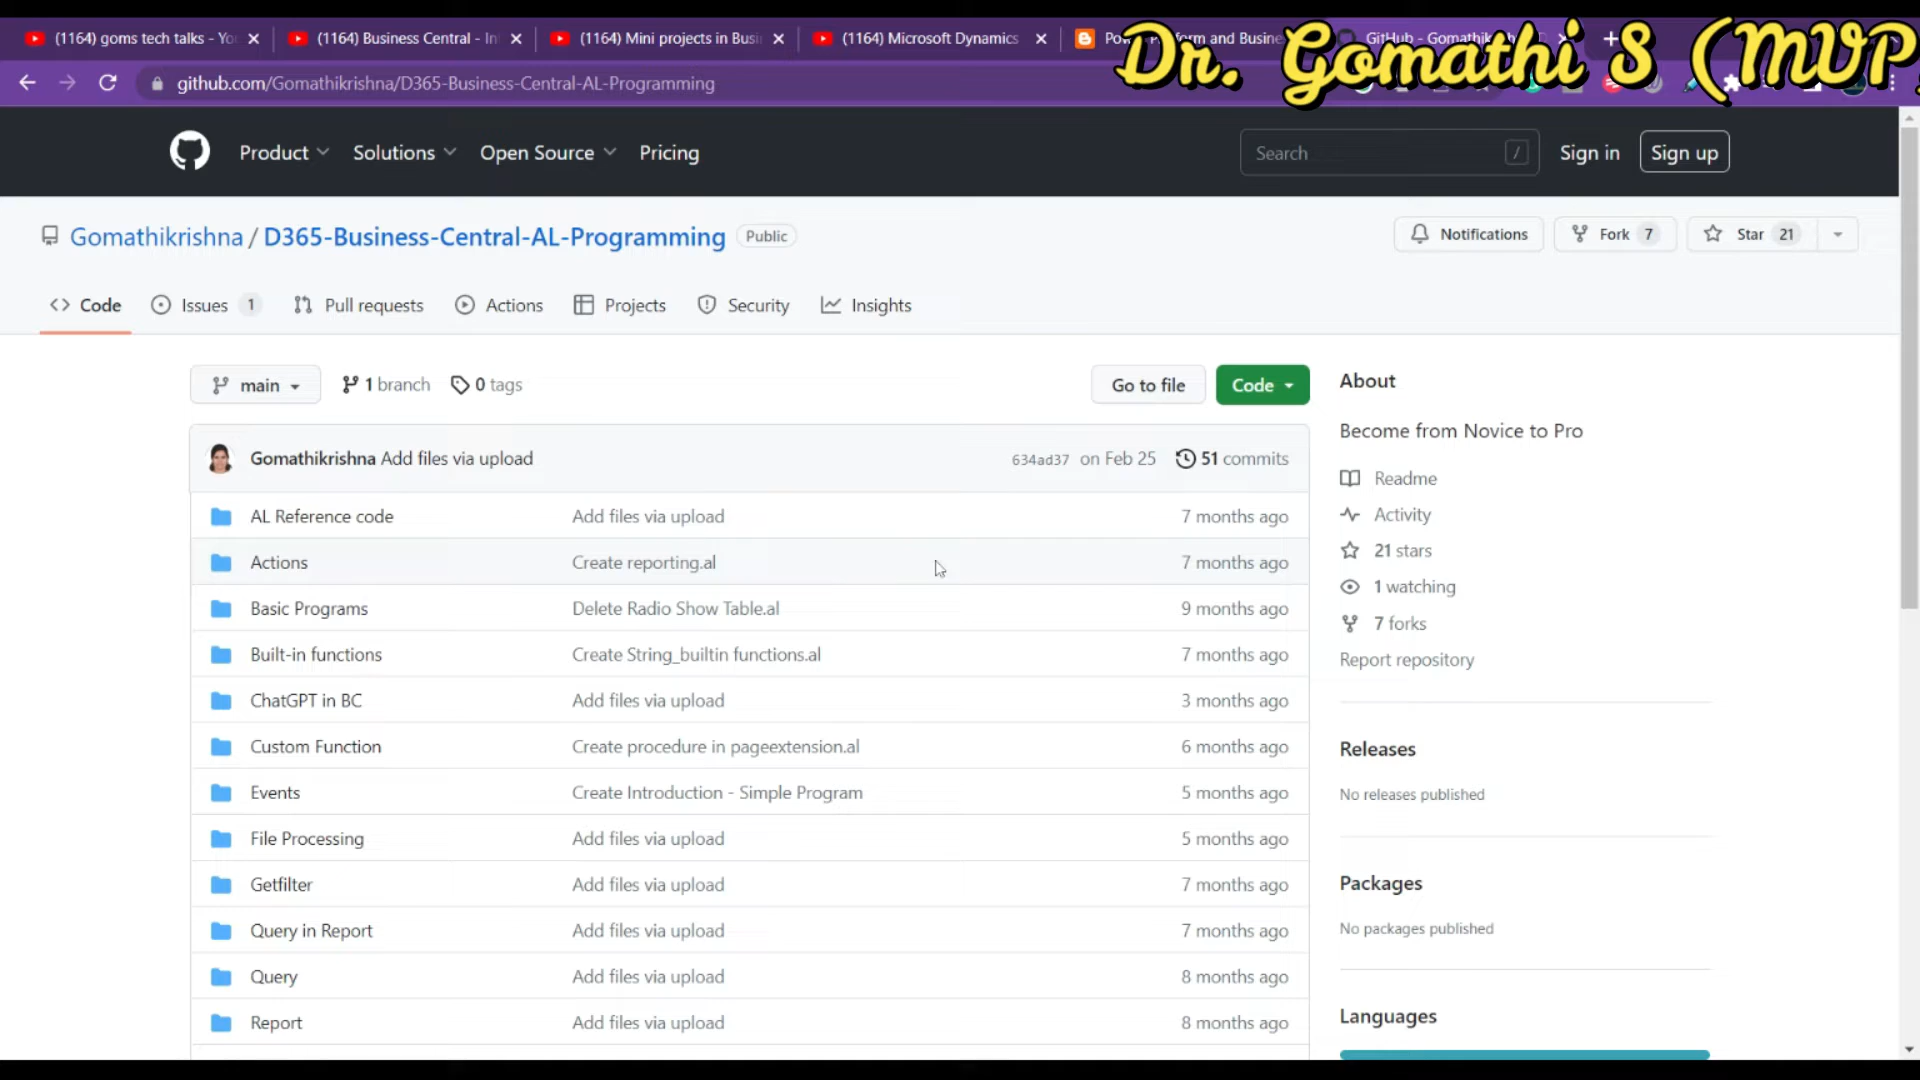 (1164) goms tech talks - Yo
(1164) Business Central - In
(1164) Mini projects in Busi
(1164) Microsoft Dynamics
Dr. Gomathi S (MVP
github.com/Gomathikrishna/D365-Business-Central-AL-Programming
Product Solutions Open Source Pricing
Search /
Sign in Sign up
Gomathikrishna / D365-Business-Central-AL-Programming Public
Notifications Fork 7 Star 21
Code Issues 1 Pull requests Actions Projects Security Insights
main 1 branch 0 tags
Go to file Code
Gomathikrishna Add files via upload 634ad37 on Feb 25 51 commits
AL Reference code Add files via upload 7 months ago
Actions Create reporting.al 7 months ago
Basic Programs Delete Radio Show Table.al 9 months ago
Built-in functions Create String_builtin functions.al 7 months ago
ChatGPT in BC Add files via upload 3 months ago
Custom Function Create procedure in pageextension.al 6 months ago
Events Create Introduction - Simple Program 5 months ago
File Processing Add files via upload 5 months ago
Getfilter Add files via upload 7 months ago
Query in Report Add files via upload 7 months ago
Query Add files via upload 8 months ago
Report Add files via upload 8 months ago
About
Become from Novice to Pro
Readme
Activity
21 stars
1 watching
7 forks
Report repository
Releases
No releases published
Packages
No packages published
Languages